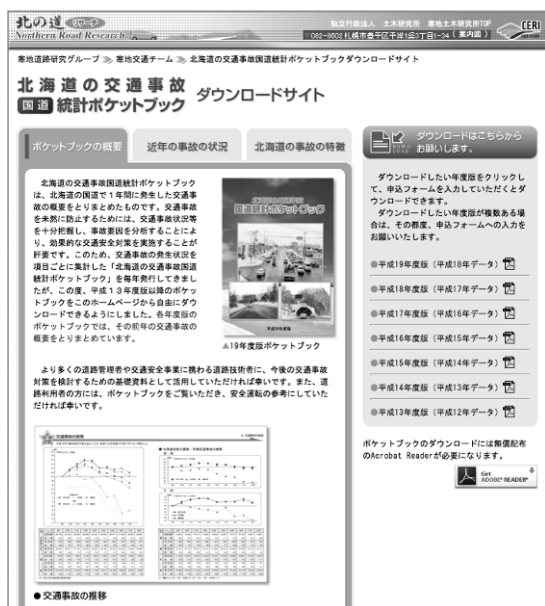 北の道 リサーチ
Northern Road Research
独立行政法人 土木研究所 寒地土木研究所TOP
062-8602 札幌市豊平区平岸1条3丁目1-34（案内図）
CERI
寒地道路研究グループ ≫ 寒地交通チーム ≫ 北海道の交通事故国道統計ポケットブックダウンロードサイト
北海道の交通事故
国道 統計ポケットブック ダウンロードサイト
ポケットブックの概要
近年の事故の状況
北海道の事故の特徴
北海道の交通事故国道統計ポケットブック
は、北海道の国道で１年間に発生した交通事
故の概要をとりまとめたものです。交通事故
を未然に防止するためには、交通事故状況等
を十分把握し、事故要因を分析することによ
り、効果的な交通安全対策を実施することが
肝要です。このため、交通事故の発生状況を
項目ごとに集計した「北海道の交通事故国道
統計ポケットブック」を毎年発行してきまし
たが、この度、平成１３年度版以降のポケッ
トブックをこのホームページから自由にダウ
ンロードできるようにしました。各年度版の
ポケットブックでは、その前年の交通事故の
概要をとりまとめています。
北海道の交通事故
国道統計ポケットブック
平成19年度版
▲19年度版ポケットブック
より多くの道路管理者や交通安全事業に携わる道路技術者に、今後の交通事故
対策を検討するための基礎資料として活用していただければ幸いです。また、道
路利用者の方には、ポケットブックをご覧いただき、安全運転の参考にしていた
だければ幸いです。
●交通事故の推移
DOWN LOAD
ダウンロードはこちらから
お願いします。
ダウンロードしたい年度版をクリックし
て、申込フォームを入力していただくとダ
ウンロードできます。
ダウンロードしたい年度版が複数ある場
合は、その都度、申込フォームへの入力を
お願いいたします。
●平成19年度版（平成18年データ）
●平成18年度版（平成17年データ）
●平成17年度版（平成16年データ）
●平成16年度版（平成15年データ）
●平成15年度版（平成14年データ）
●平成14年度版（平成13年データ）
●平成13年度版（平成12年データ）
ポケットブックのダウンロードには無償配布
のAcrobat Readerが必要になります。
Get
ADOBE® READER®